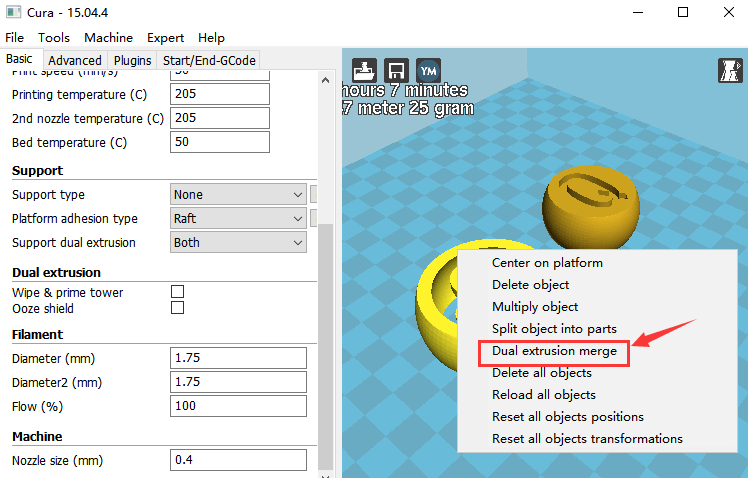 Cura - 15.04.4
File Tools Machine Expert Help
Basic Advanced Plugins Start/End-GCode
Print speed (mm/s) 50
Printing temperature (C) 205
2nd nozzle temperature (C) 205
Bed temperature (C) 50
Support
Support type None
Platform adhesion type Raft
Support dual extrusion Both
Dual extrusion
Wipe & prime tower
Ooze shield
Filament
Diameter (mm) 1.75
Diameter2 (mm) 1.75
Flow (%) 100
Machine
Nozzle size (mm) 0.4
YM
hours 7 minutes
7 meter 25 gram
Center on platform
Delete object
Multiply object
Split object into parts
Dual extrusion merge
Delete all objects
Reload all objects
Reset all objects positions
Reset all objects transformations